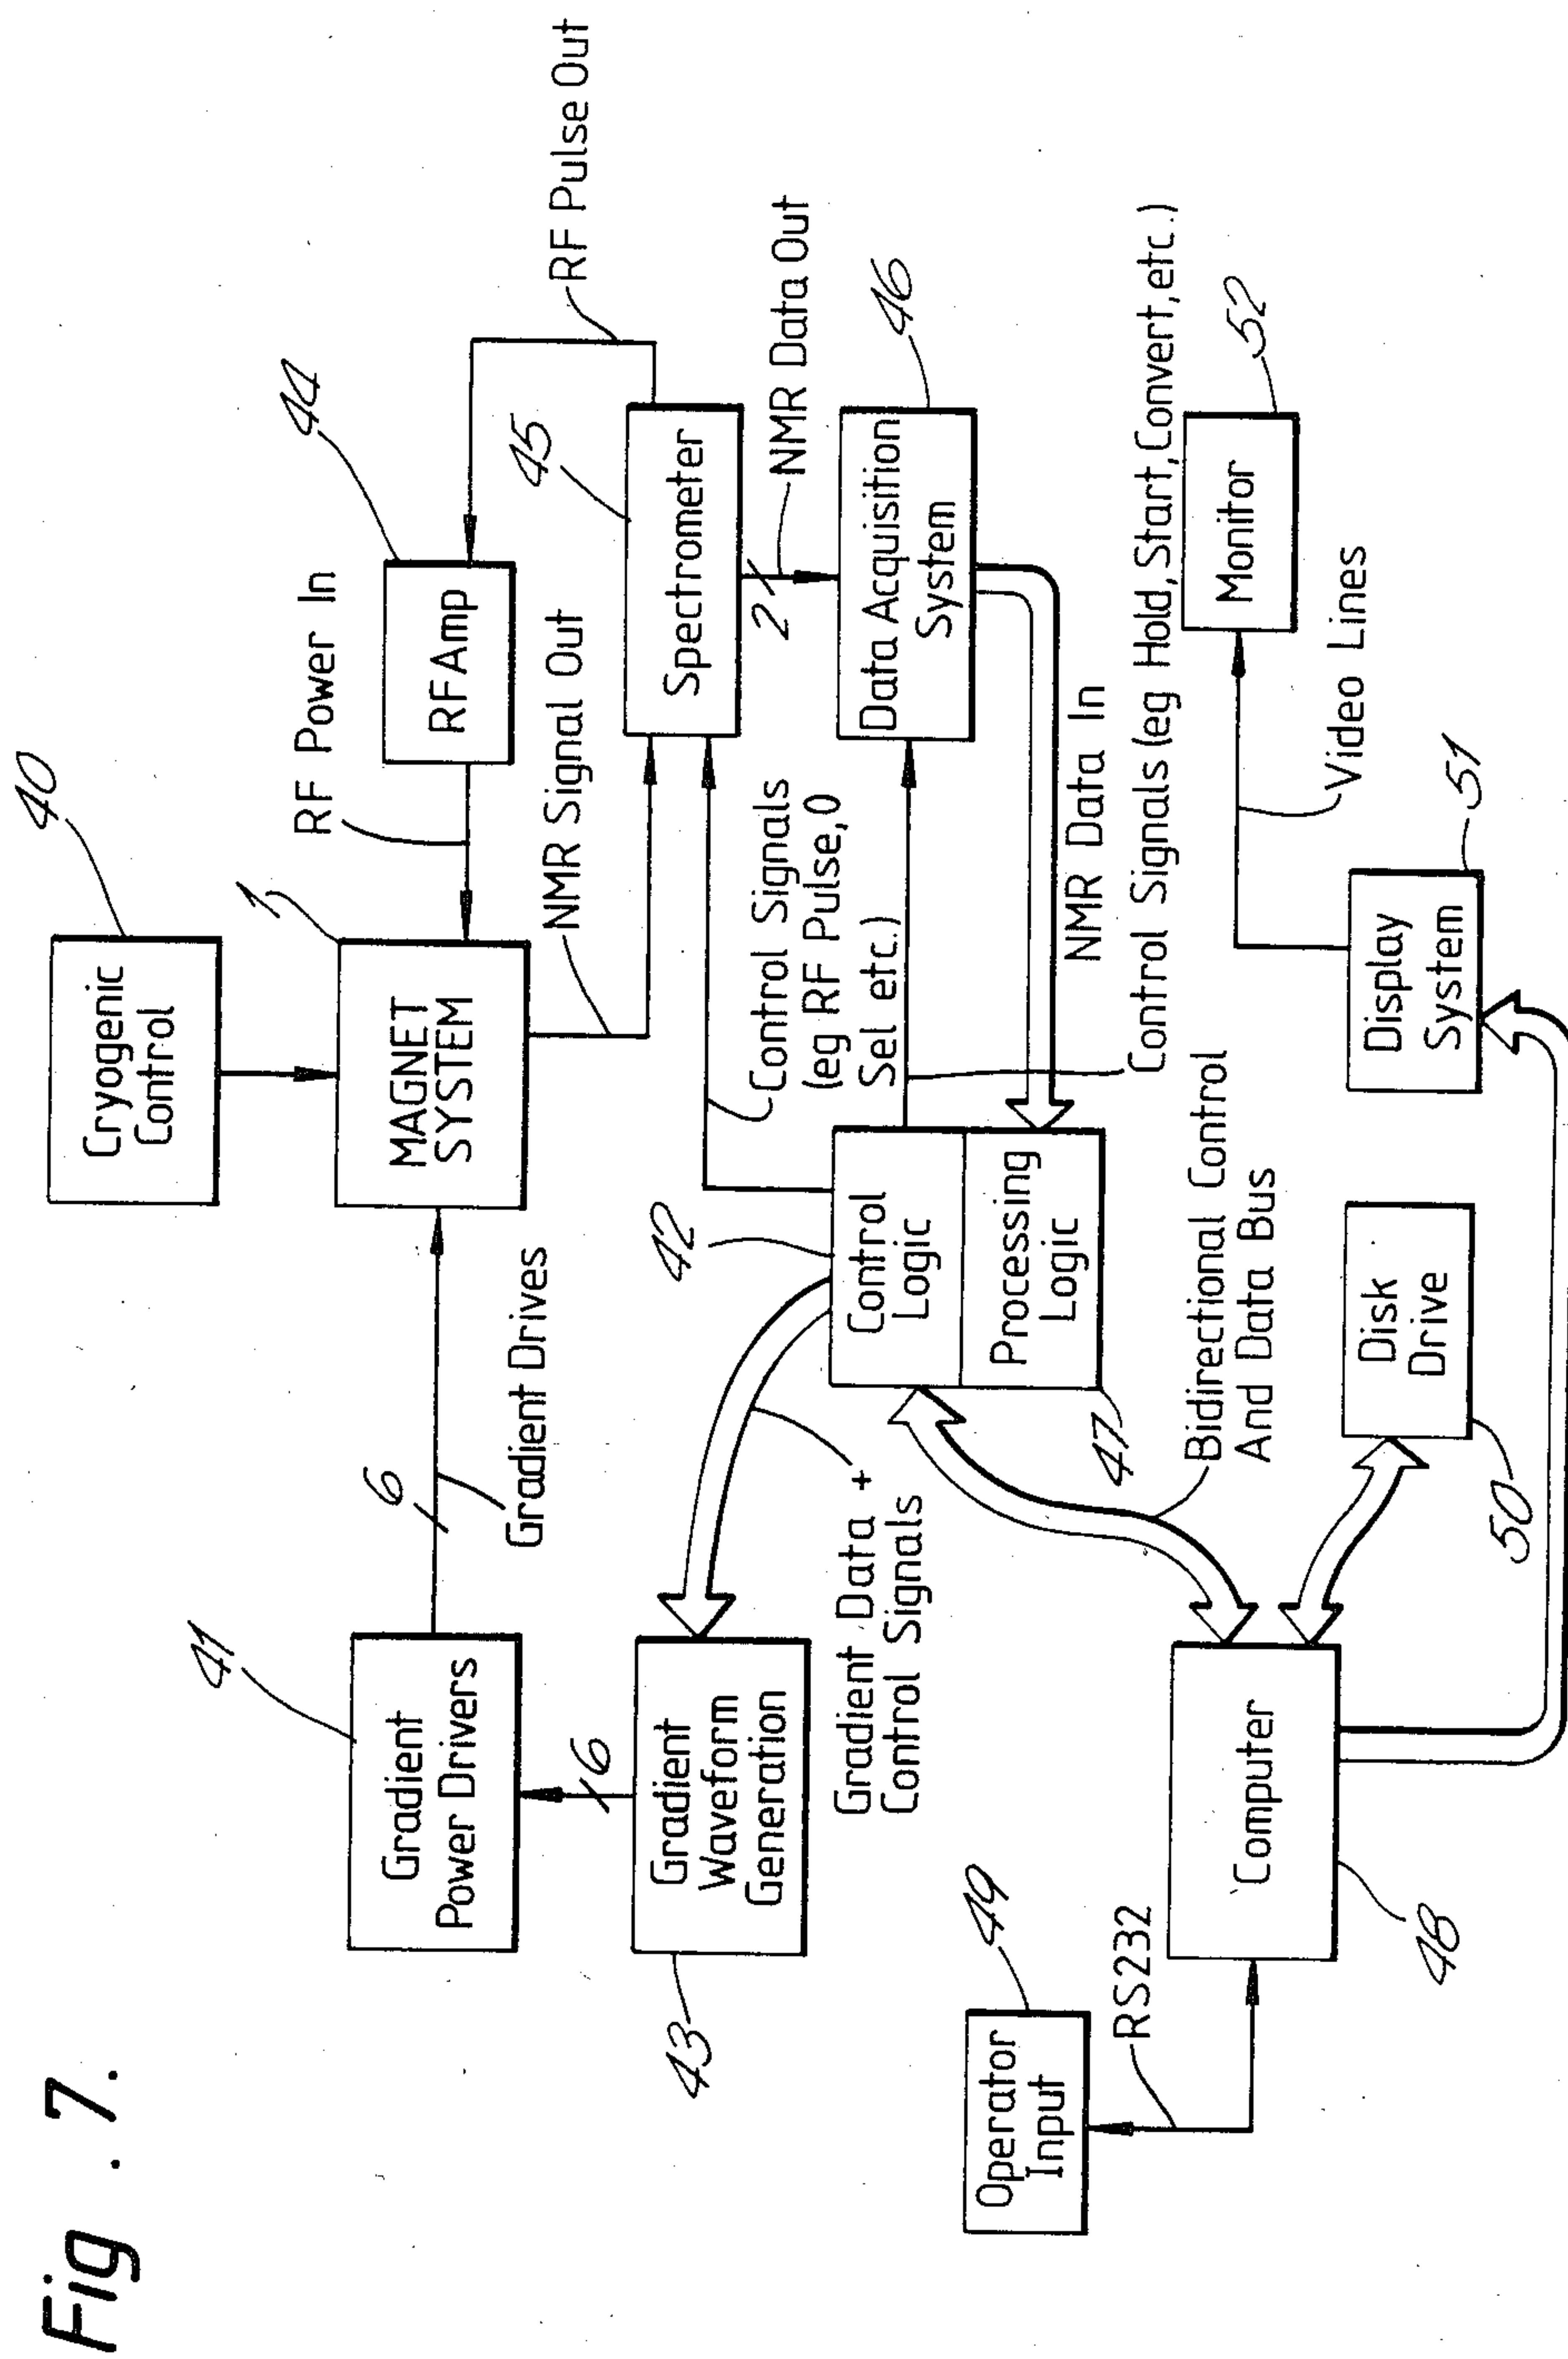 Fig. 7.
40
Cryogenic
Control
1
MAGNET
SYSTEM
RF Power In
44
RF Amp
RF Pulse Out
41
Gradient
Power Drivers
6
Gradient Drives
NMR Signal Out
45
Spectrometer
6
43
Gradient
Waveform
Generation
Gradient Data +
Control Signals
42
Control
Logic
Processing
Logic
47
Control Signals
(eg RF Pulse,0
Sel etc.)
2
NMR Data Out
46
Data Acquisition
System
NMR Data In
Control Signals (eg Hold, Start, Convert, etc.)
Bidirectional Control
And Data Bus
49
Operator
Input
RS232
Computer
48
Disk
Drive
50
Display
System
51
Video Lines
Monitor
52